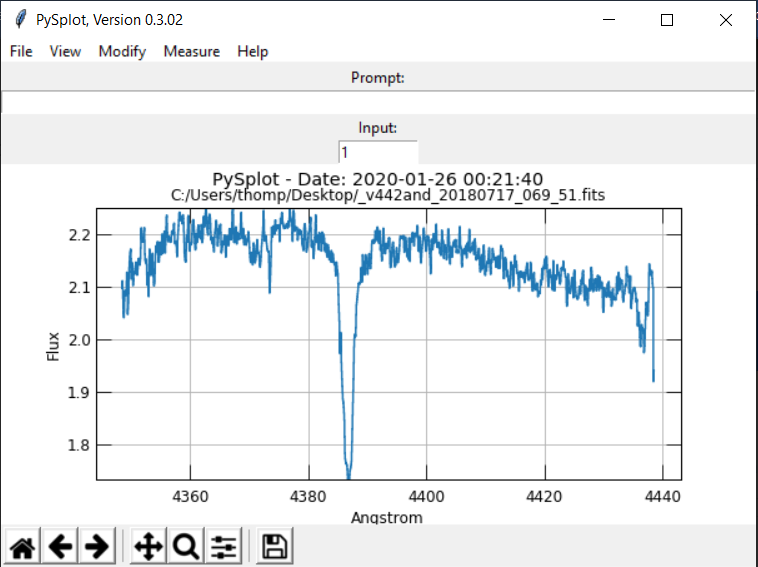 PySplot, Version 0.3.02
File View Modify Measure Help
Prompt:
Input:
1
PySplot - Date: 2020-01-26 00:21:40
C:/Users/thomp/Desktop/_v442and_20180717_069_51.fits
2.2
2.1
2.0
1.9
1.8
Flux
4360 4380 4400 4420 4440
Angstrom